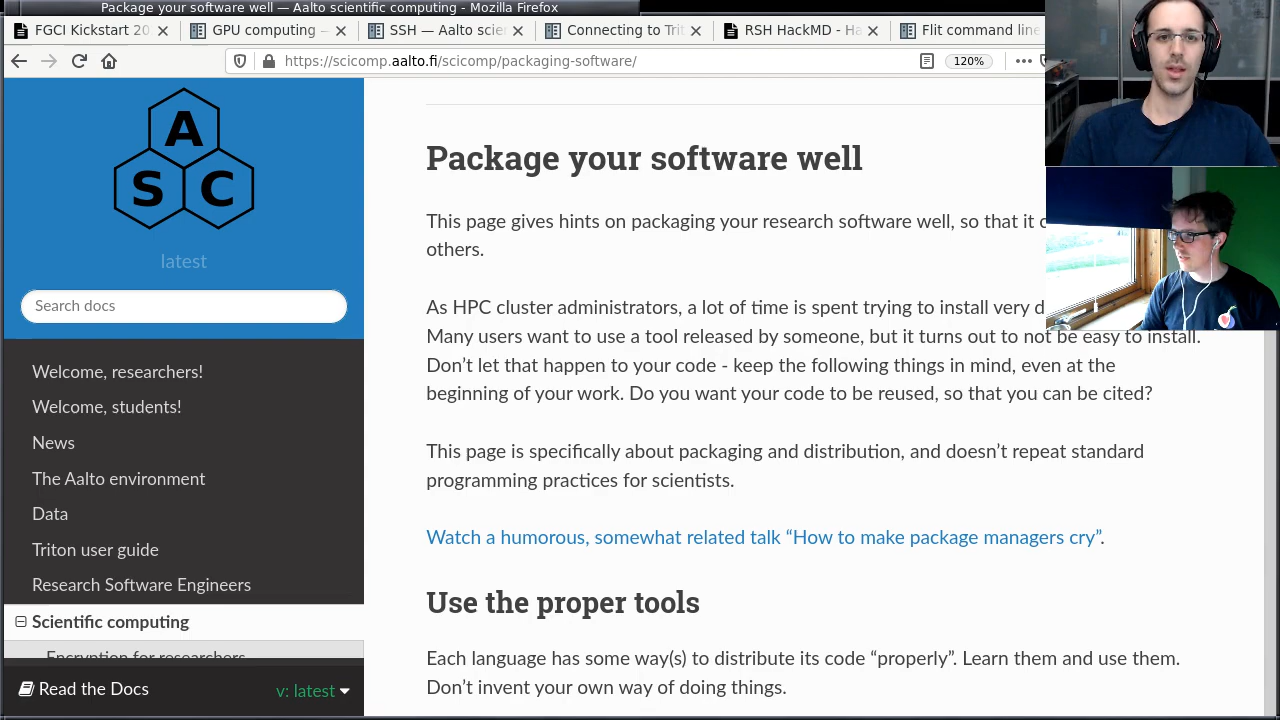 Package your software well — Aalto scientific computing - Mozilla Firefox
FGCI Kickstart 20 GPU computing — SSH — Aalto scie Connecting to Trit RSH HackMD - Ha Flit command line
https://scicomp.aalto.fi/scicomp/packaging-software/ 120%
A
S C
latest
Search docs
Welcome, researchers!
Welcome, students!
News
The Aalto environment
Data
Triton user guide
Research Software Engineers
Scientific computing
Encryption for researchers
Read the Docs v: latest
Package your software well
This page gives hints on packaging your research software well, so that it
others.
As HPC cluster administrators, a lot of time is spent trying to install very
Many users want to use a tool released by someone, but it turns out to not be easy to install.
Don’t let that happen to your code - keep the following things in mind, even at the
beginning of your work. Do you want your code to be reused, so that you can be cited?
This page is specifically about packaging and distribution, and doesn’t repeat standard
programming practices for scientists.
Watch a humorous, somewhat related talk “How to make package managers cry”.
Use the proper tools
Each language has some way(s) to distribute its code “properly”. Learn them and use them.
Don’t invent your own way of doing things.